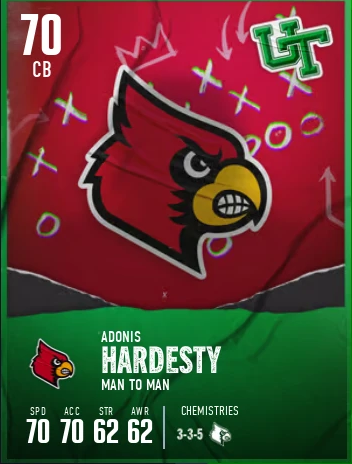 70
CB
UT
ADONIS
HARDESTY
MAN TO MAN
SPD ACC STR AWR
70 70 62 62
CHEMISTRIES
3-3-5